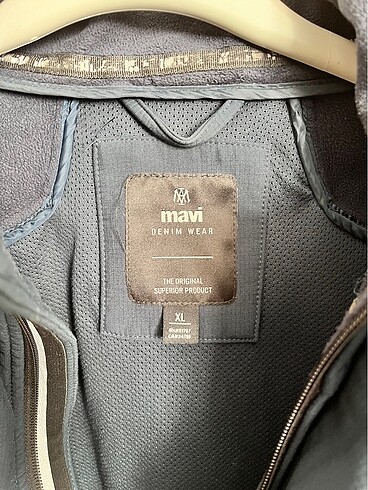 mavi
DENIM WEAR
THE ORIGINAL
SUPERIOR PRODUCT
XL